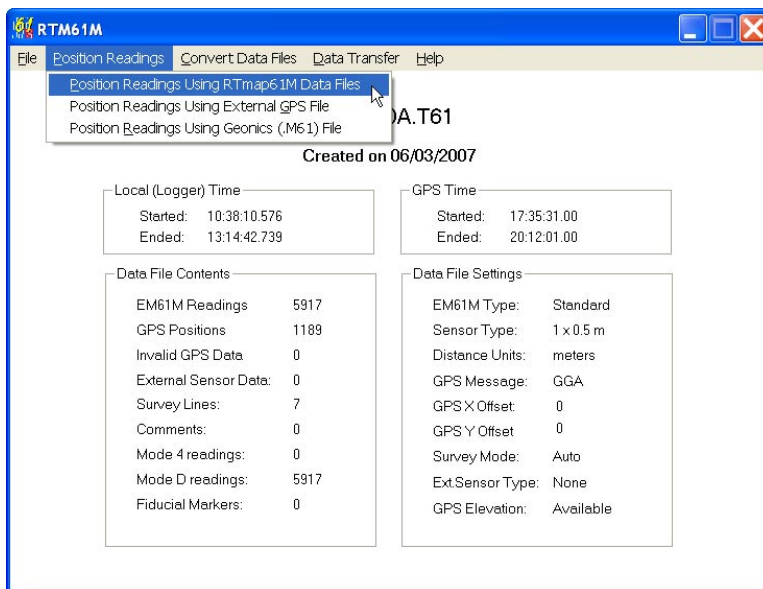 RTM61M
File Position Readings Convert Data Files Data Transfer Help
Position Readings Using RTmap61M Data Files
Position Readings Using External GPS File
Position Readings Using Geonics (.M61) File
A.T61
Created on 06/03/2007
Local (Logger) Time
Started: 10:38:10.576
Ended: 13:14:42.739
GPS Time
Started: 17:35:31.00
Ended: 20:12:01.00
Data File Contents
EM61M Readings 5917
GPS Positions 1189
Invalid GPS Data 0
External Sensor Data: 0
Survey Lines: 7
Comments: 0
Mode 4 readings: 0
Mode D readings: 5917
Fiducial Markers: 0
Data File Settings
EM61M Type: Standard
Sensor Type: 1 x 0.5 m
Distance Units: meters
GPS Message: GGA
GPS X Offset: 0
GPS Y Offset 0
Survey Mode: Auto
Ext.Sensor Type: None
GPS Elevation: Available